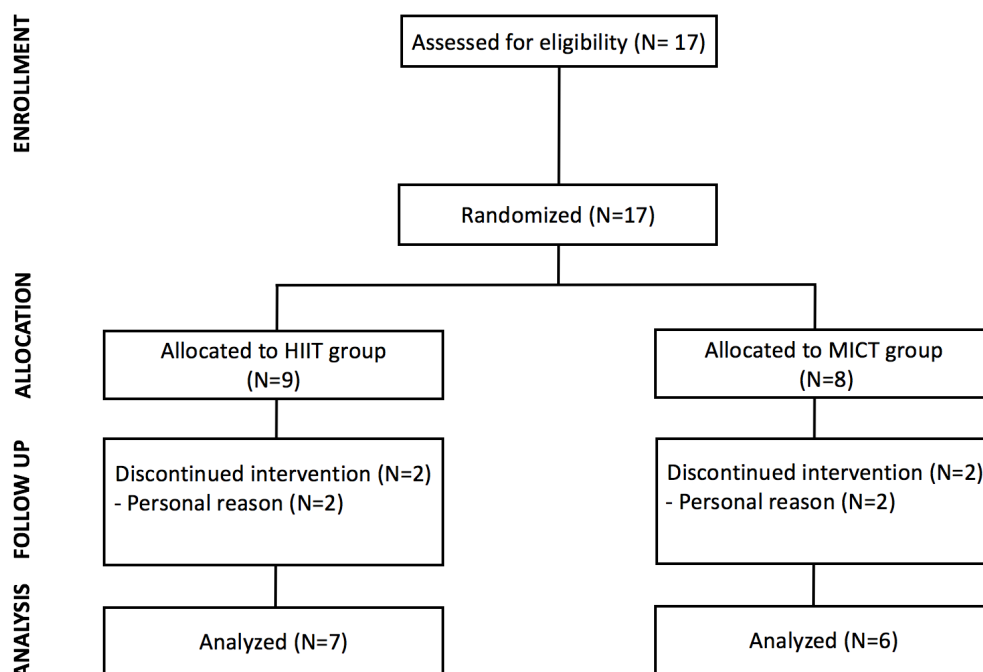 ENROLLMENT
Assessed for eligibility (N= 17)
Randomized (N=17)
ALLOCATION
Allocated to HIIT group
(N=9)
Allocated to MICT group
(N=8)
FOLLOW UP
Discontinued intervention (N=2)
- Personal reason (N=2)
Discontinued intervention (N=2)
- Personal reason (N=2)
ANALYSIS
Analyzed (N=7)
Analyzed (N=6)